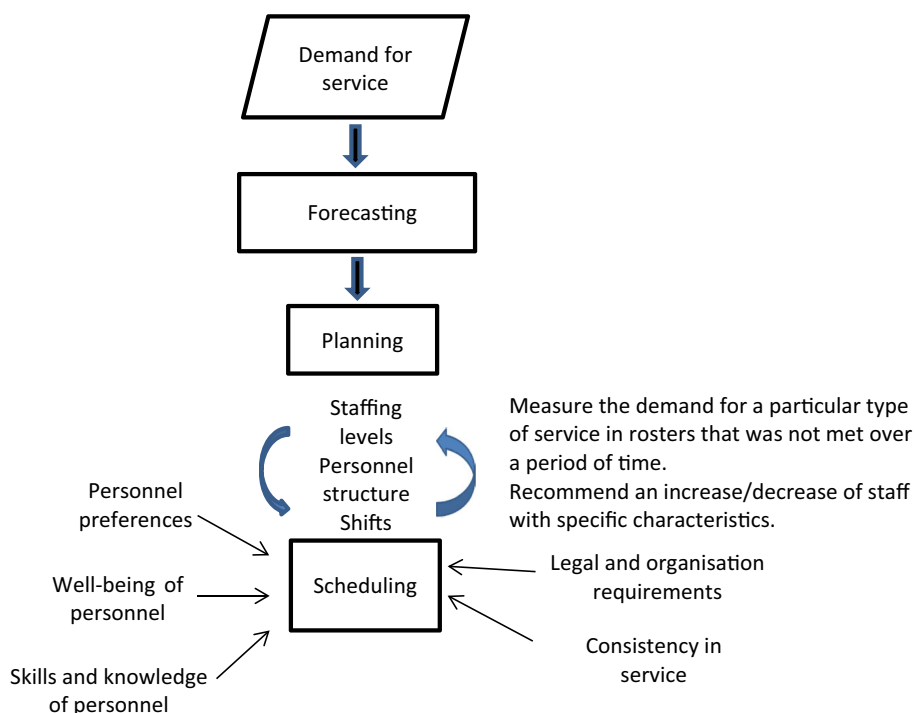 Demand for
service
Forecasting
Planning
Staffing
levels
Personnel
structure
Shifts
Measure the demand for a particular type
of service in rosters that was not met over
a period of time.
Recommend an increase/decrease of staff
with specific characteristics.
Personnel
preferences
Well-being of
personnel
Skills and knowledge
of personnel
Scheduling
Legal and organisation
requirements
Consistency in
service